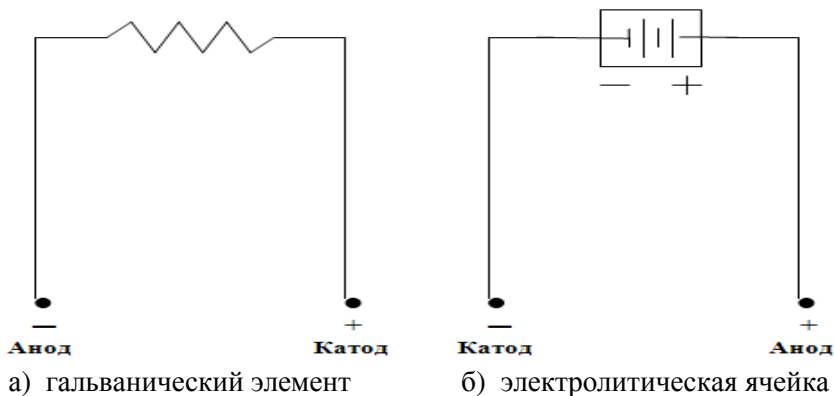 — +
— + — +
Анод Катод Катод Анод
а) гальванический элемент б) электролитическая ячейка